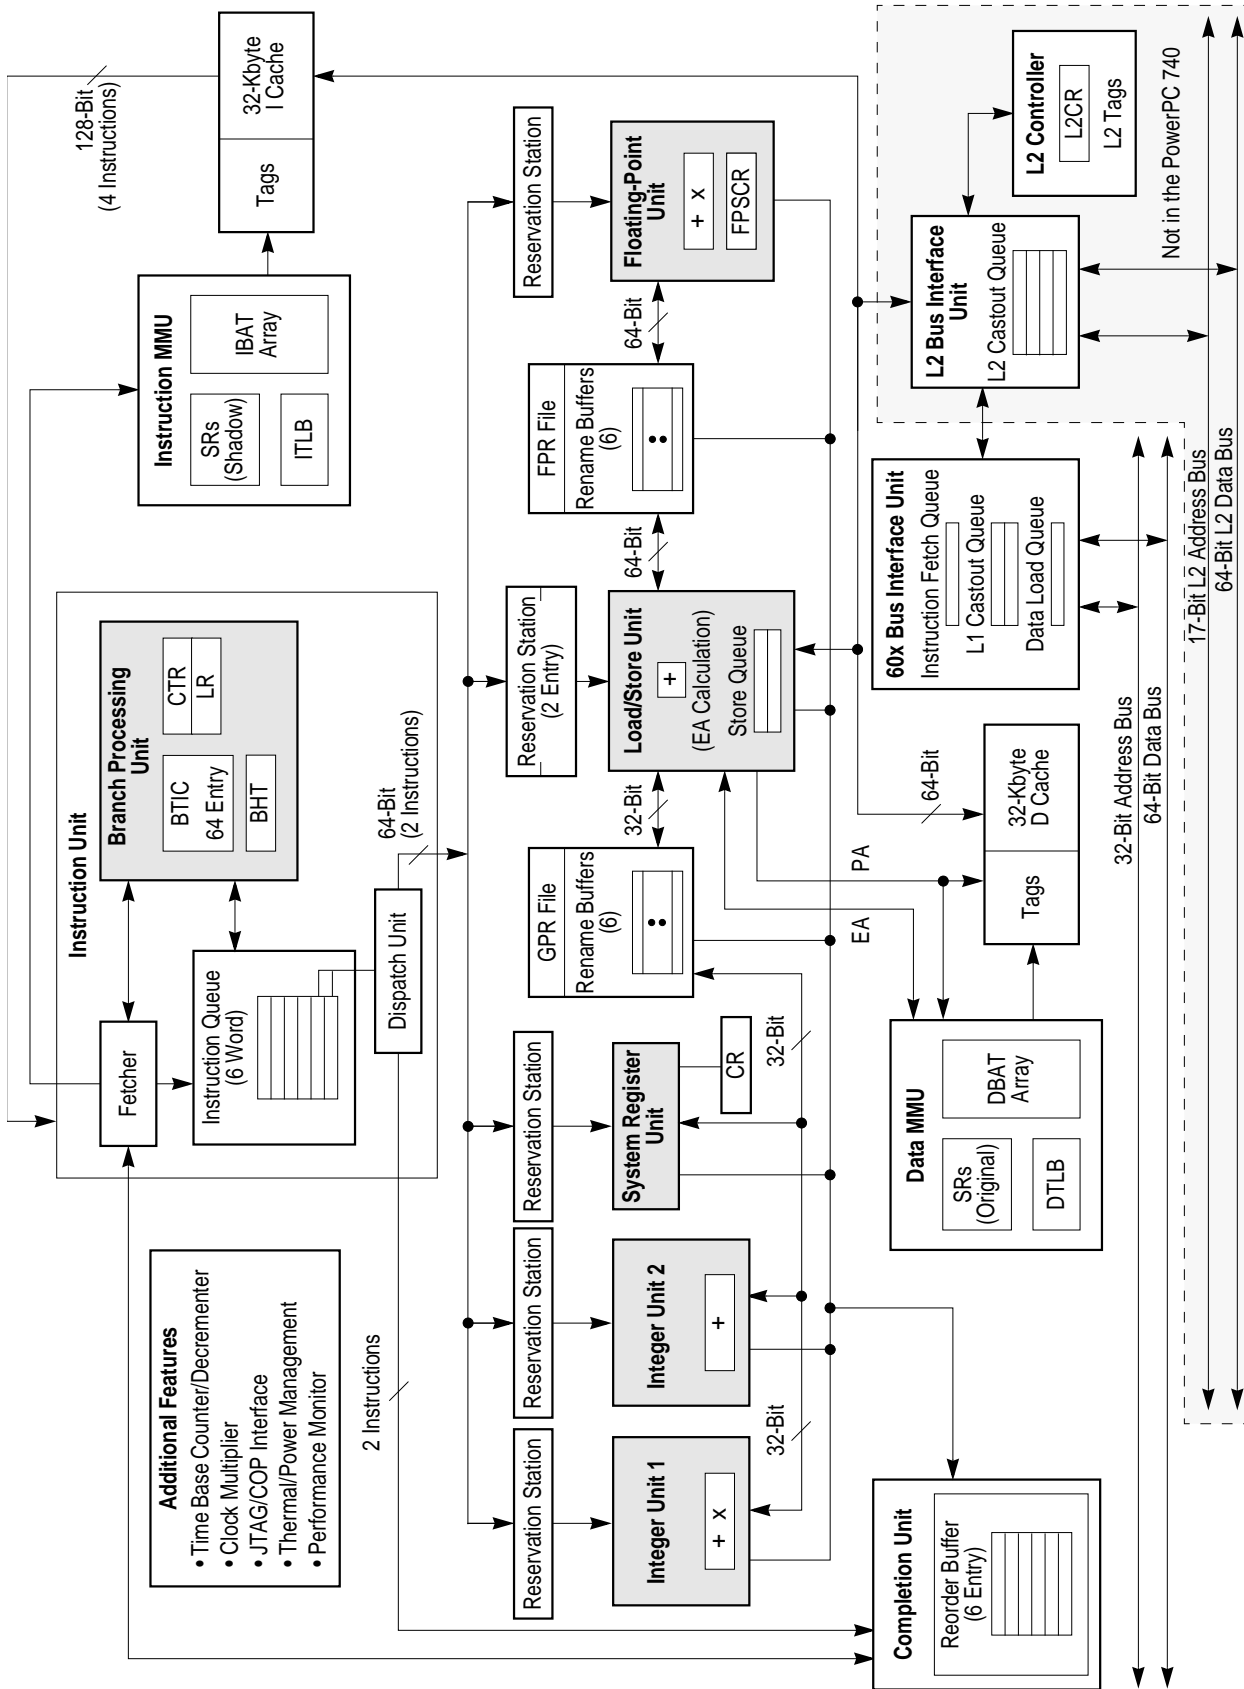 Additional Features
• Time Base Counter/Decrementer
• Clock Multiplier
• JTAG/COP Interface
• Thermal/Power Management
• Performance Monitor
Instruction Unit
Fetcher
Branch Processing
Unit
BTIC
64 Entry
CTR
LR
BHT
Instruction Queue
(6 Word)
Dispatch Unit
64-Bit
(2 Instructions)
2 Instructions
Instruction MMU
SRs
(Shadow)
IBAT
Array
ITLB
128-Bit
(4 Instructions)
Tags
32-Kbyte
I Cache
Reservation Station
Reservation Station
Reservation Station
Reservation Station
(2 Entry)
Reservation Station
Integer Unit 1
+ x
Integer Unit 2
+
System Register
Unit
CR
32-Bit
32-Bit
GPR File
Rename Buffers
(6)
32-Bit
Load/Store Unit
+
(EA Calculation)
Store Queue
64-Bit
FPR File
Rename Buffers
(6)
64-Bit
Floating-Point
Unit
+ x
FPSCR
EA
PA
64-Bit
Completion Unit
Reorder Buffer
(6 Entry)
Data MMU
SRs
(Original)
DBAT
Array
DTLB
Tags
32-Kbyte
D Cache
60x Bus Interface Unit
Instruction Fetch Queue
L1 Castout Queue
Data Load Queue
L2 Bus Interface
Unit
L2 Castout Queue
L2 Controller
L2CR
L2 Tags
Not in the PowerPC 740
32-Bit Address Bus
64-Bit Data Bus
17-Bit L2 Address Bus
64-Bit L2 Data Bus